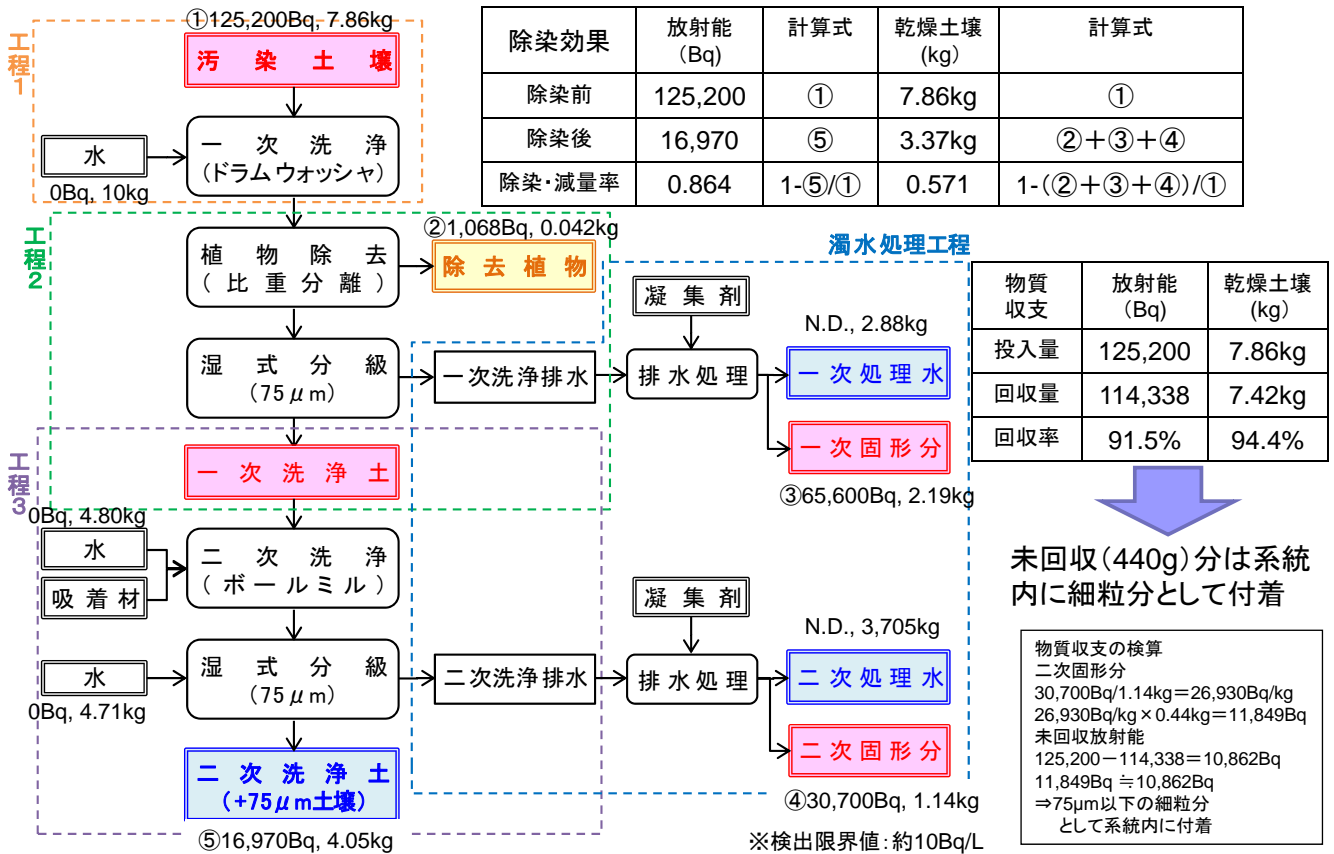 ①125,200Bq, 7.86kg
工程1
汚染土壌
水
0Bq, 10kg
一次洗浄
(ドラムウォッシャ)
除染効果 放射能(Bq) 計算式 乾燥土壌(kg) 計算式
除染前 125,200 ① 7.86kg ①
除染後 16,970 ⑤ 3.37kg ②+③+④
除染・減量率 0.864 1-⑤/① 0.571 1-(②+③+④)/①
工程2
植物除去
(比重分離)
②1,068Bq, 0.042kg
除去植物
湿式分級
(75μm)
濁水処理工程
一次洗浄排水
凝集剤
排水処理
N.D., 2.88kg
一次処理水
一次固形分
③65,600Bq, 2.19kg
物質収支 放射能(Bq) 乾燥土壌(kg)
投入量 125,200 7.86kg
回収量 114,338 7.42kg
回収率 91.5% 94.4%
未回収(440g)分は系統
内に細粒分として付着
工程3
一次洗浄土
0Bq, 4.80kg
水
吸着材
二次洗浄
(ボールミル)
水
0Bq, 4.71kg
湿式分級
(75μm)
二次洗浄土
(+75μm土壌)
⑤16,970Bq, 4.05kg
二次洗浄排水
凝集剤
排水処理
N.D., 3,705kg
二次処理水
二次固形分
④30,700Bq, 1.14kg
※検出限界値:約10Bq/L
物質収支の検算
二次固形分
30,700Bq/1.14kg=26,930Bq/kg
26,930Bq/kg×0.44kg=11,849Bq
未回収放射能
125,200-114,338=10,862Bq
11,849Bq≒10,862Bq
⇒75μm以下の細粒分
として系統内に付着